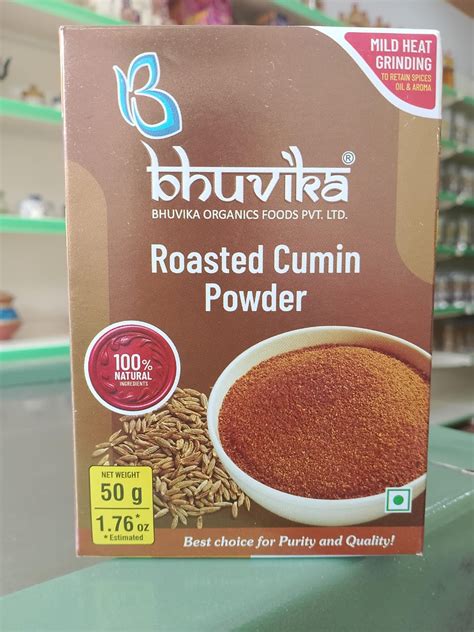 MILD HEAT
GRINDING
TO RETAIN SPICES
OIL & AROMA
bhuvika®
BHUVIKA ORGANICS FOODS PVT. LTD.
Roasted Cumin
Powder
100%
NATURAL
INGREDIENTS
NET WEIGHT
50 g
1.76* oz
*Estimated
Best choice for Purity and Quality!